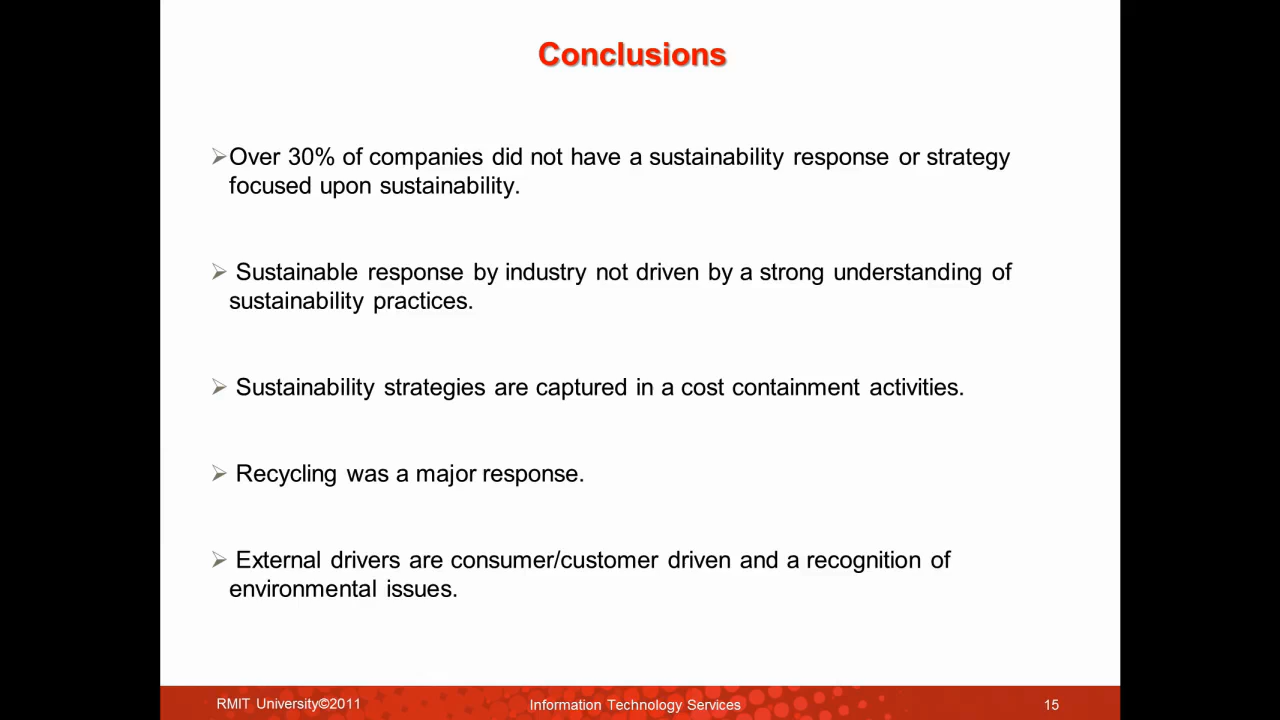 Conclusions
Over 30% of companies did not have a sustainability response or strategy
focused upon sustainability.
Sustainable response by industry not driven by a strong understanding of
sustainability practices.
Sustainability strategies are captured in a cost containment activities.
Recycling was a major response.
External drivers are consumer/customer driven and a recognition of
environmental issues.
RMIT University©2011
Information Technology Services
15